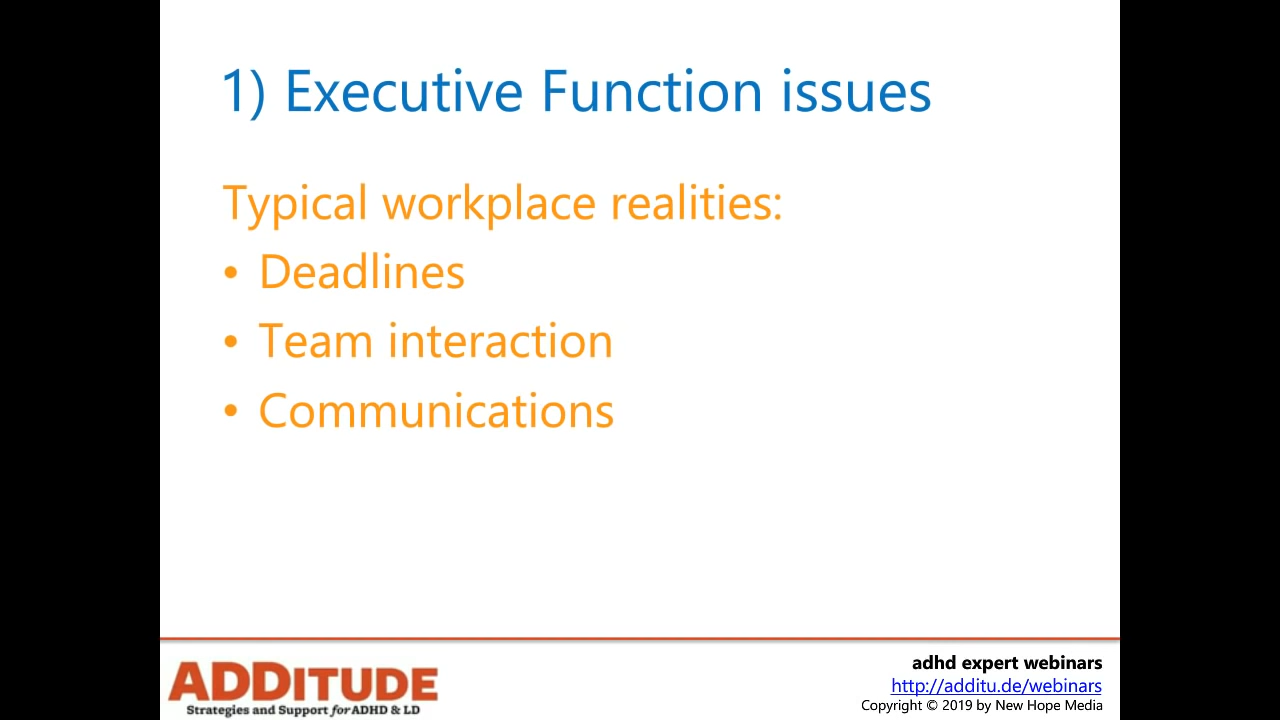 1) Executive Function issues
Typical workplace realities:
• Deadlines
• Team interaction
• Communications
ADDITUDE
Strategies and Support for ADHD & LD
adhd expert webinars
http://additu.de/webinars
Copyright © 2019 by New Hope Media